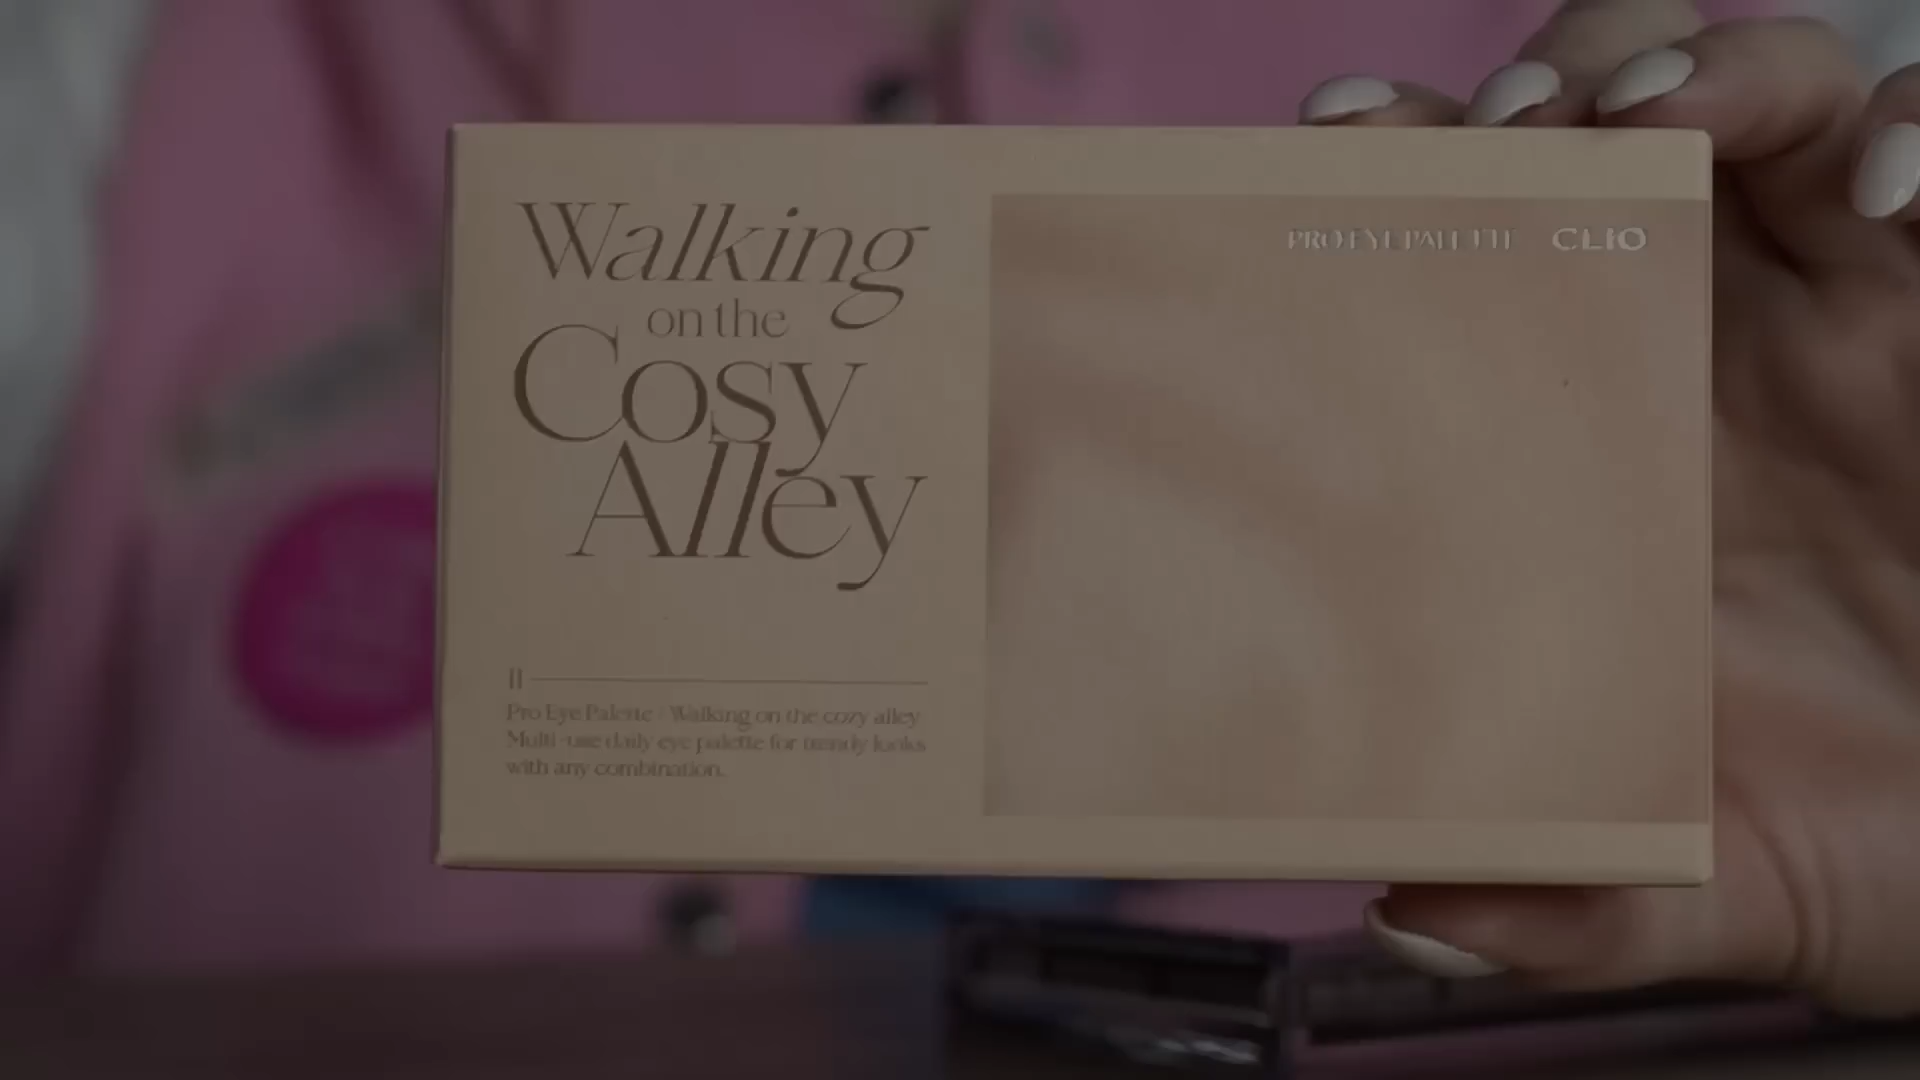 Walking
on the
Cosy
Alley
PRO EYE PALETTE CLIO
11
Pro Eye Palette - Walking on the cozy alley
Multi-use daily eye palette for trendy looks
with any combination.